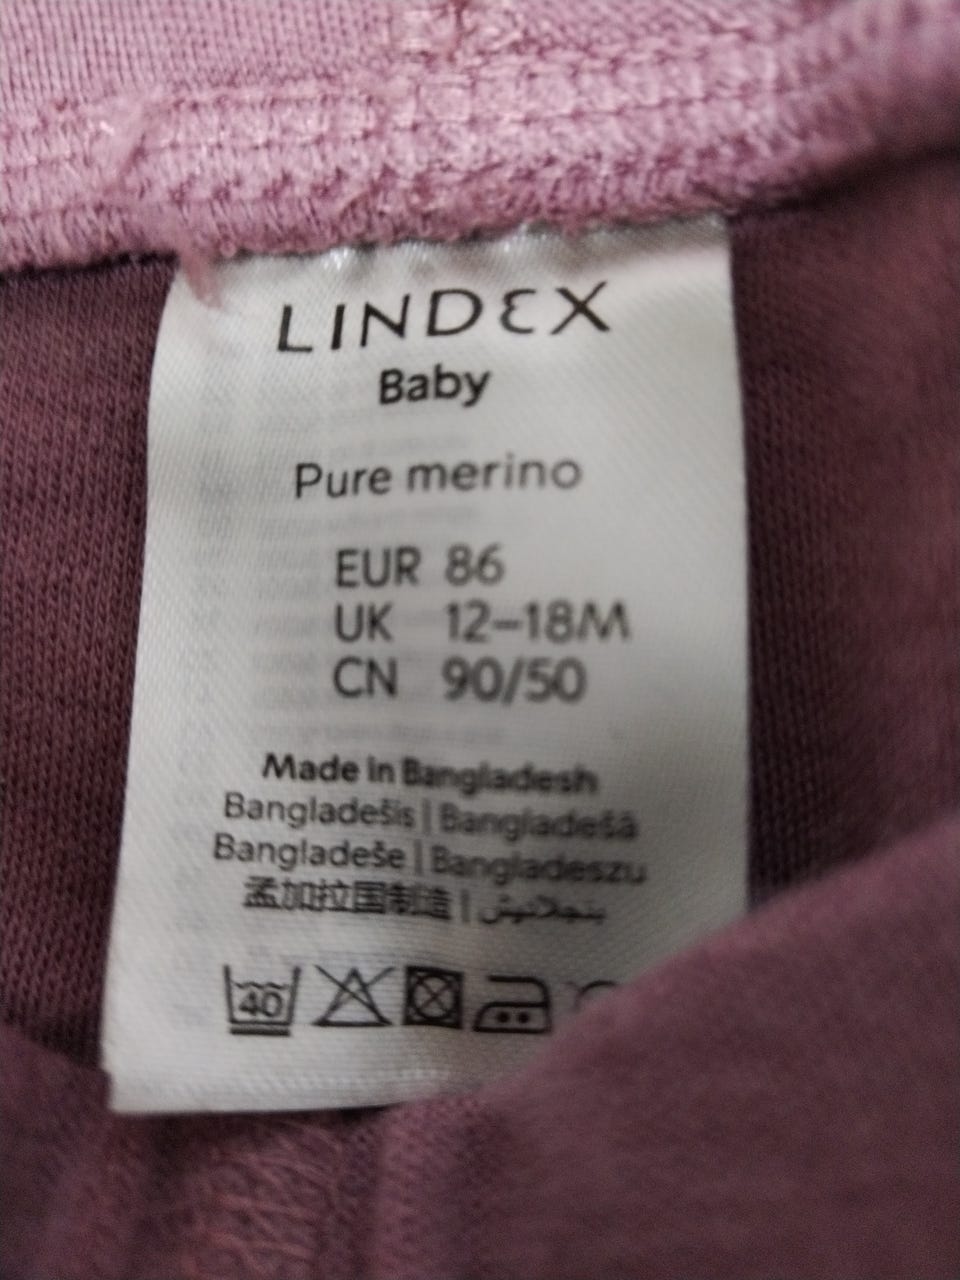 LINDEX
Baby
Pure merino
EUR 86
UK 12–18M
CN 90/50
Made in Bangladesh
Bangladešis | Bangladešā
Bangladeše | Bangladeszu
孟加拉国制造 | بنجلاديش
40